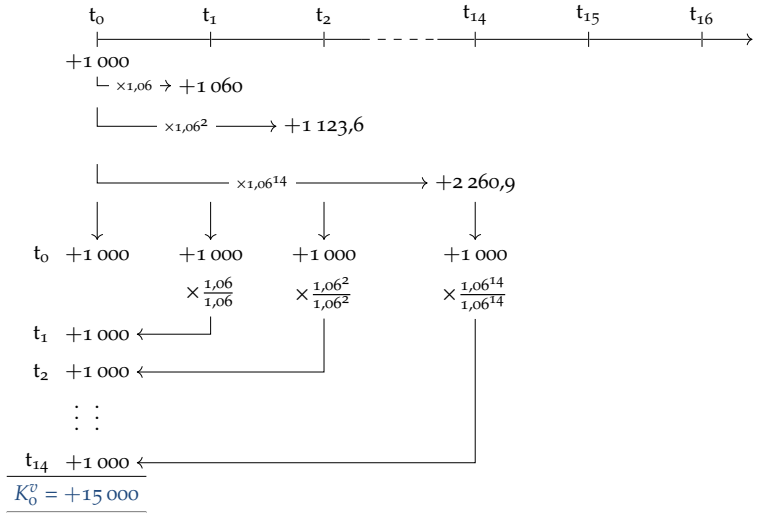 t₀ t₁ t₂ t₁₄ t₁₅ t₁₆
+1 000
×1,06 +1 060
×1,06² +1 123,6
×1,06¹⁴ +2 260,9
t₀ +1 000 +1 000 +1 000 +1 000
×1,06/1,06 ×1,06²/1,06² ×1,06¹⁴/1,06¹⁴
t₁ +1 000
t₂ +1 000
⋮ ⋮
t₁₄ +1 000
K₀ᵛ = +15 000